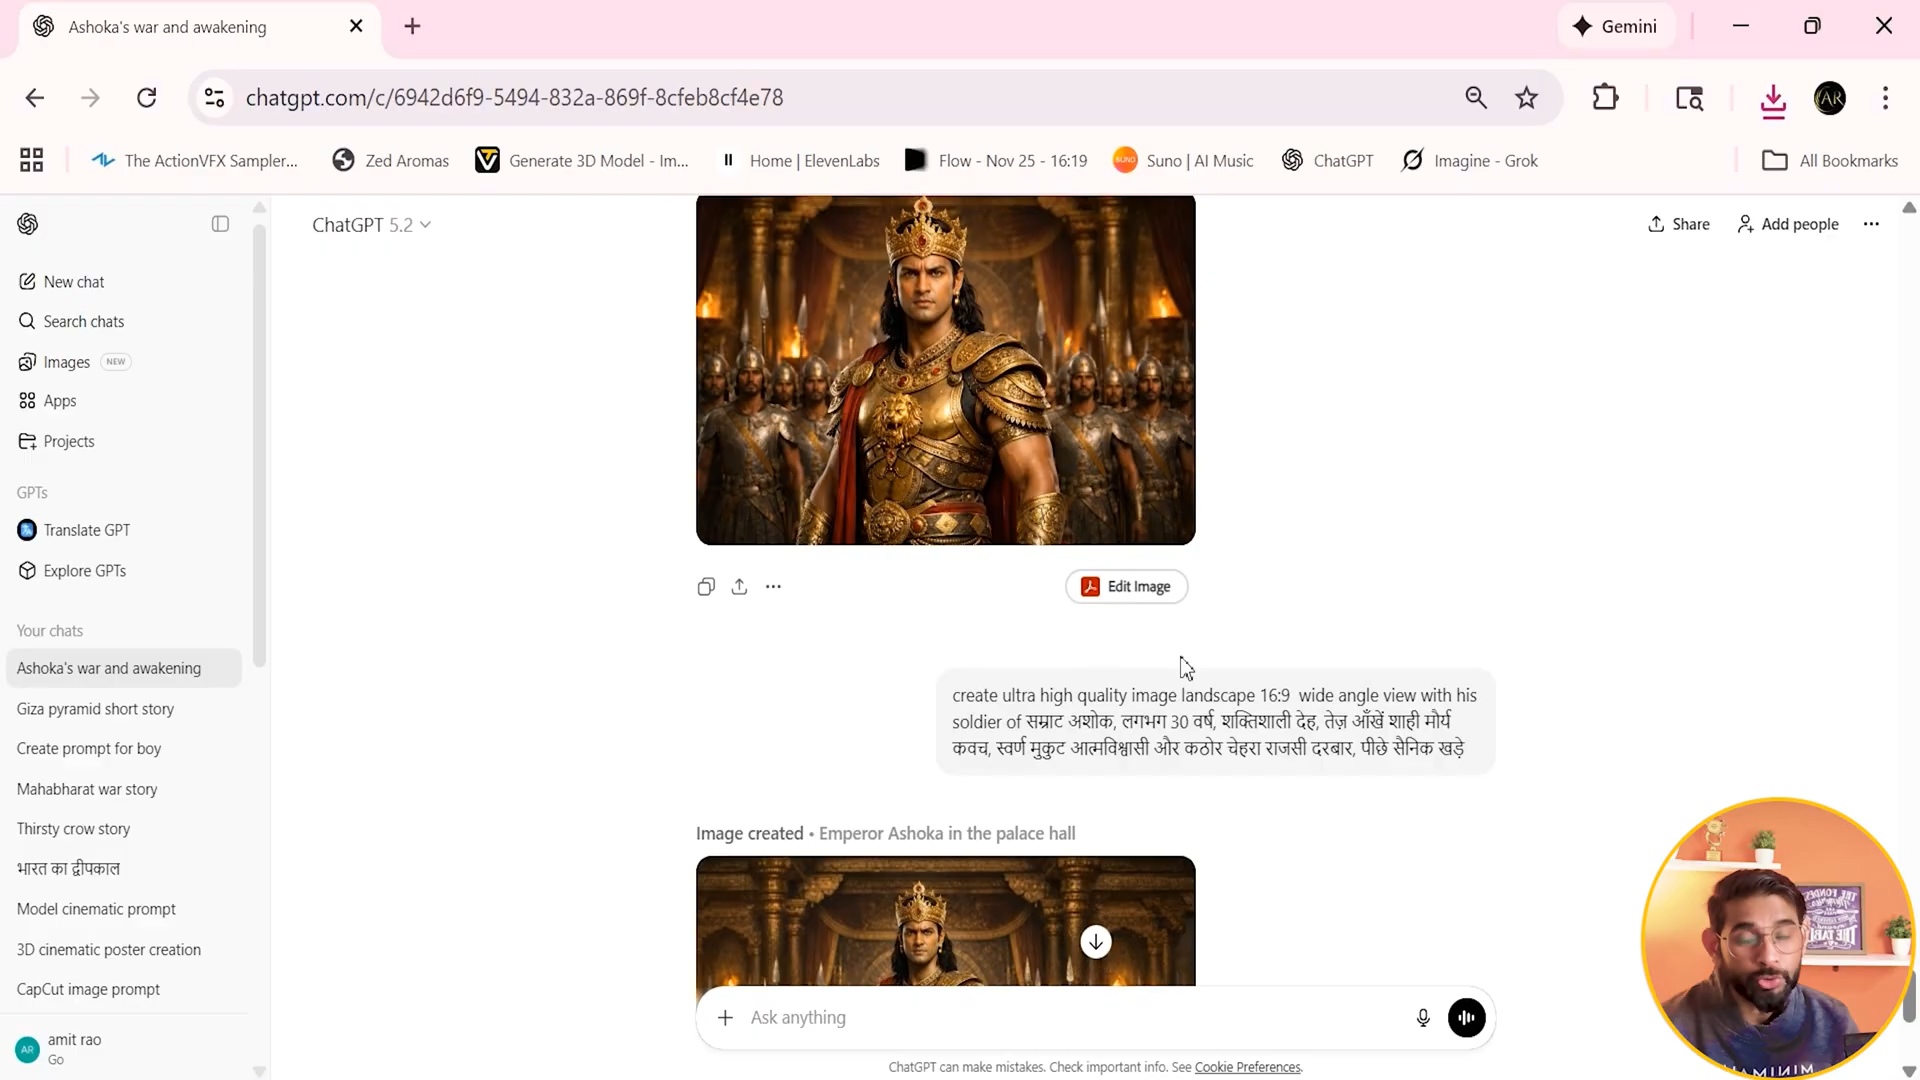 Ashoka's war and awakening
Gemini
chatgpt.com/c/6942d6f9-5494-832a-869f-8cfeb8cf4e78
AR
The ActionVFX Sampler...
Zed Aromas
Generate 3D Model - Im...
Home | ElevenLabs
Flow - Nov 25 - 16:19
SUNO
Suno | AI Music
ChatGPT
Imagine - Grok
All Bookmarks
ChatGPT 5.2
Share
Add people
New chat
Search chats
Images NEW
Apps
Projects
GPTs
Translate GPT
Explore GPTs
Your chats
Ashoka's war and awakening
Giza pyramid short story
Create prompt for boy
Mahabharat war story
Thirsty crow story
भारत का द्वीपकाल
Model cinematic prompt
3D cinematic poster creation
CapCut image prompt
AR
amit rao
Go
Edit Image
create ultra high quality image landscape 16:9 wide angle view with his
soldier of सम्राट अशोक, लगभग 30 वर्ष, शक्तिशाली देह, तेज़ आँखें शाही मौर्य
कवच, स्वर्ण मुकुट आत्मविश्वासी और कठोर चेहरा राजसी दरबार, पीछे सैनिक खड़े
Image created • Emperor Ashoka in the palace hall
Ask anything
ChatGPT can make mistakes. Check important info. See Cookie Preferences.